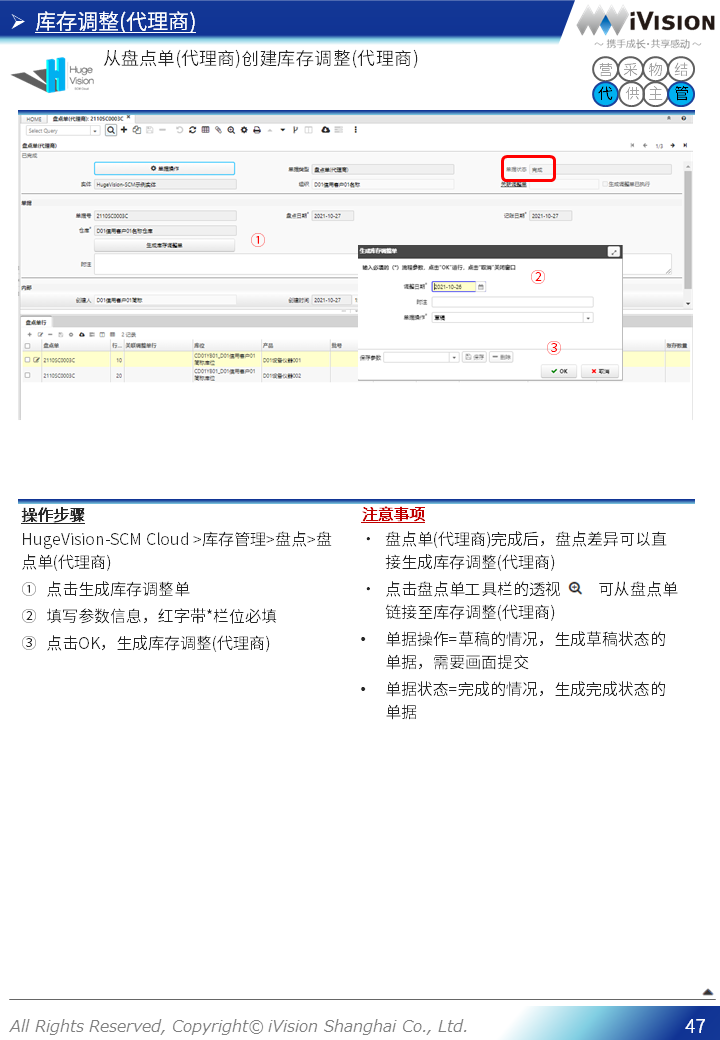 ➢ 库存调整(代理商)
iVISION
～ 携手成长·共享感动 ～
Huge
Vision
从盘点单(代理商)创建库存调整(代理商)
营 采 物 结
代 供 主 管
HOME 盘点单(代理商): 2110SC0003C
Select Query
盘点单(代理商)
1/3
已完成
单据操作
单据类型 盘点单(代理商)
单据状态 完成
实体 HugeVision-SCM示例实体
组织 D01信用客户01名称
关联调整单
生成调整单已执行
单据
单据号 2110SC0003C
盘点日期* 2021-10-27
记账日期* 2021-10-27
仓库* D01信用客户01名称仓库
生成库存调整单
①
附注
内部
创建人 D01信用客户01简称
创建时间 2021-10-27
生成库存调整单
输入必填的（*）流程参数，点击"OK"运行，点击"取消"关闭窗口
②
调整日期* 2021-10-26
附注
单据操作* 草稿
③
保存参数 保存 删除
OK 取消
盘点单行
2 记录
盘点单 行... 关联调整单行 库位 产品 批号 账存数量
2110SC0003C 10 CD01YB01_D01信用客户01简称库位 D01设备仪器001
2110SC0003C 20 CD01YB01_D01信用客户01简称库位 D01设备仪器002
操作步骤
HugeVision-SCM Cloud >库存管理>盘点>盘
点单(代理商)
① 点击生成库存调整单
② 填写参数信息，红字带*栏位必填
③ 点击OK，生成库存调整(代理商)
注意事项
• 盘点单(代理商)完成后，盘点差异可以直
接生成库存调整(代理商)
• 点击盘点单工具栏的透视 可从盘点单
链接至库存调整(代理商)
• 单据操作=草稿的情况，生成草稿状态的
单据，需要画面提交
• 单据状态=完成的情况，生成完成状态的
单据
All Rights Reserved, Copyright© iVision Shanghai Co., Ltd.
47